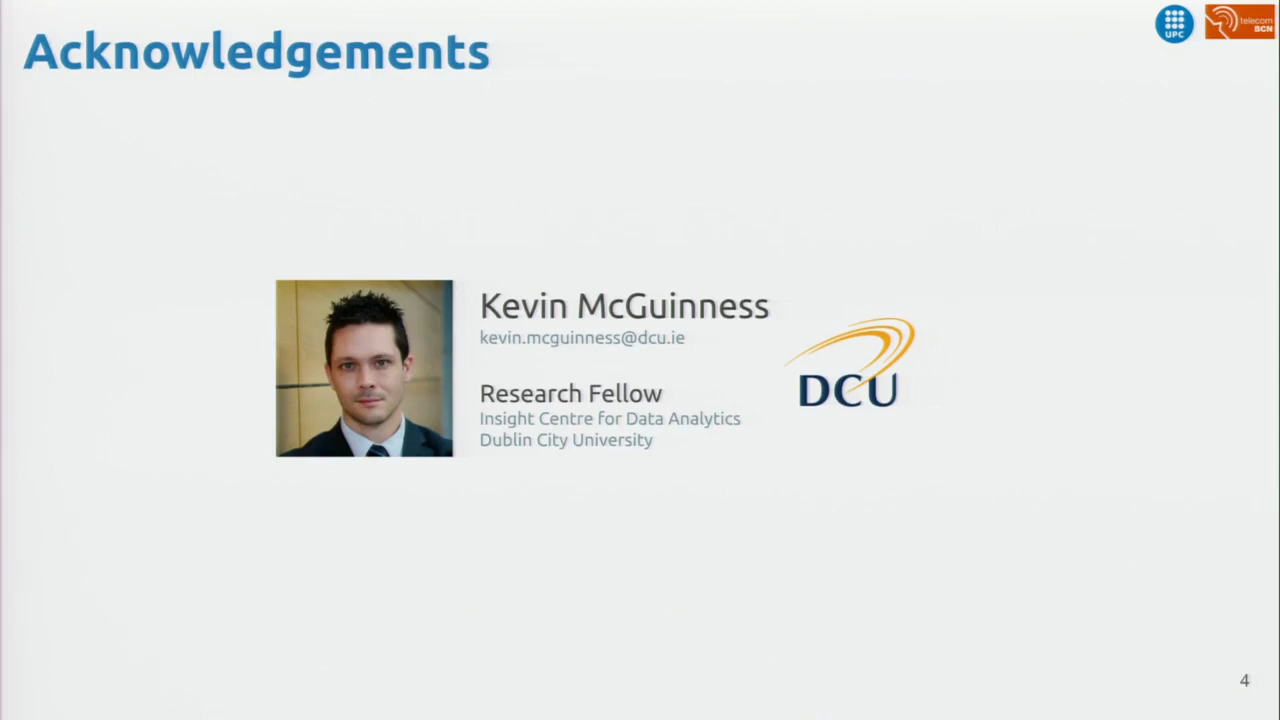 Acknowledgements
UPC
telecom
BCN
Kevin McGuinness
kevin.mcguinness@dcu.ie
Research Fellow
Insight Centre for Data Analytics
Dublin City University
DCU
4